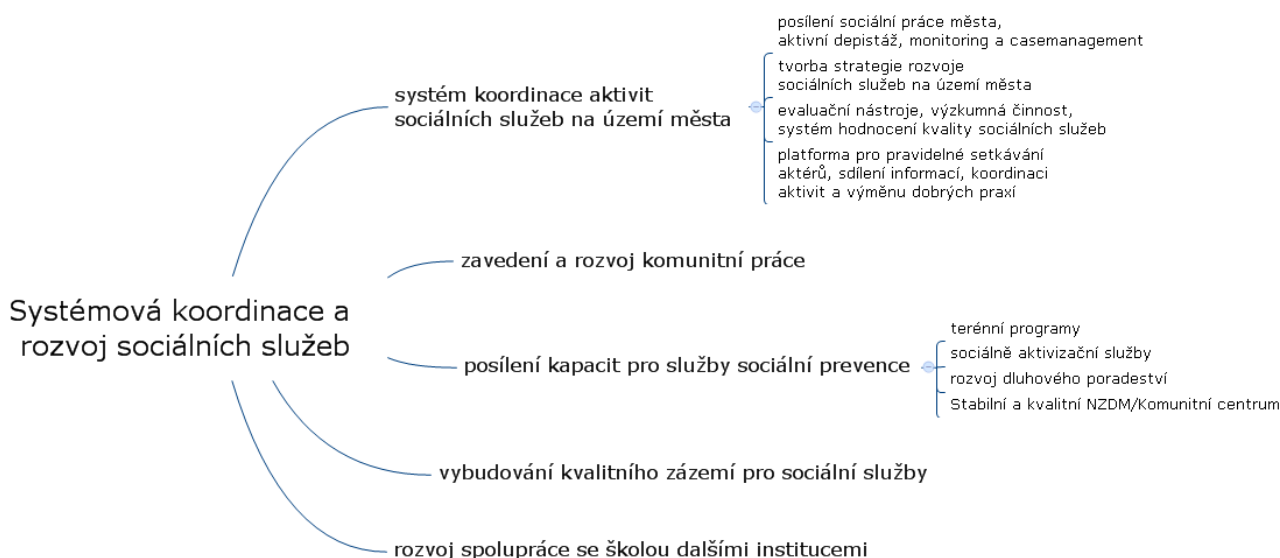 Systémová koordinace a
rozvoj sociálních služeb
systém koordinace aktivit
sociálních služeb na území města
posílení sociální práce města,
aktivní depistáž, monitoring a casemanagement
tvorba strategie rozvoje
sociálních služeb na území města
evaluační nástroje, výzkumná činnost,
systém hodnocení kvality sociálních služeb
platforma pro pravidelné setkávání
aktérů, sdílení informací, koordinaci
aktivit a výměnu dobrých praxí
zavedení a rozvoj komunitní práce
posílení kapacit pro služby sociální prevence
terénní programy
sociálně aktivizační služby
rozvoj dluhového poradeství
Stabilní a kvalitní NZDM/Komunitní centrum
vybudování kvalitního zázemí pro sociální služby
rozvoj spolupráce se školou dalšími institucemi